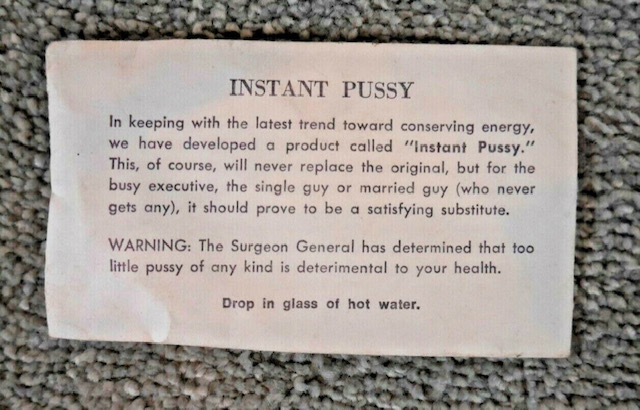 INSTANT PUSSY
In keeping with the latest trend toward conserving energy,
we have developed a product called "Instant Pussy."
This, of course, will never replace the original, but for the
busy executive, the single guy or married guy (who never
gets any), it should prove to be a satisfying substitute.
WARNING: The Surgeon General has determined that too
little pussy of any kind is deterimental to your health.
Drop in glass of hot water.